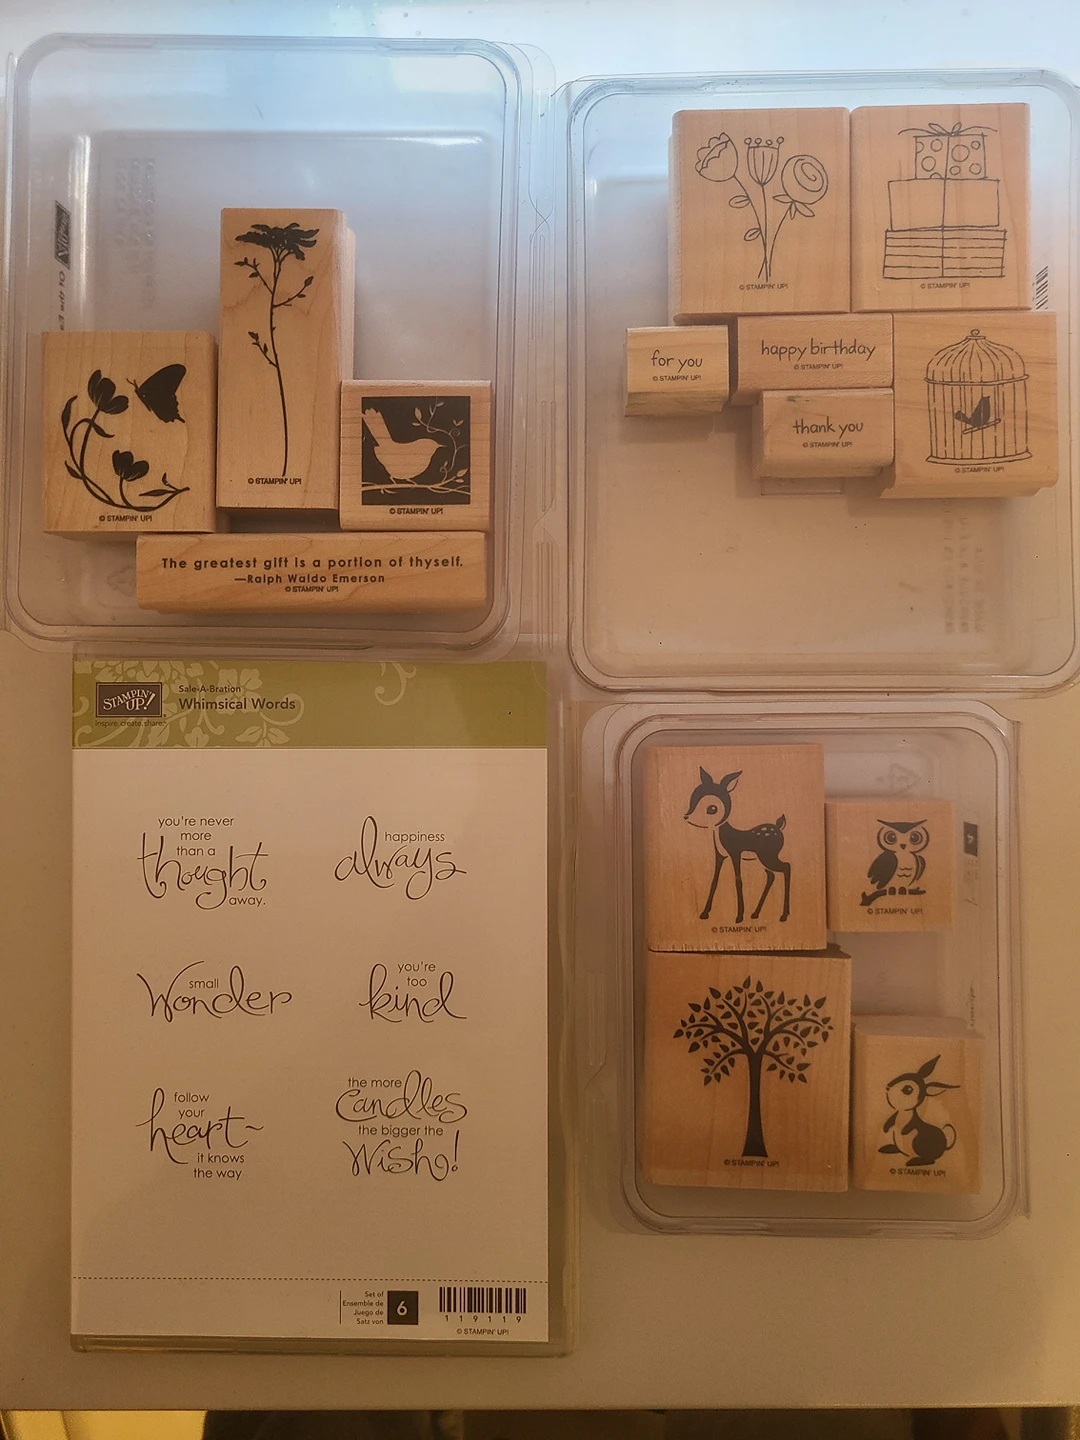 © STAMPIN' UP!
© STAMPIN' UP!
© STAMPIN' UP!
The greatest gift is a portion of thyself.
—Ralph Waldo Emerson
© STAMPIN' UP!
© STAMPIN' UP!
© STAMPIN' UP!
for you
© STAMPIN' UP!
happy birthday
© STAMPIN' UP!
thank you
© STAMPIN' UP!
© STAMPIN' UP!
STAMPIN' UP!
inspire.create.share.
Sale-A-Bration
Whimsical Words
you're never
more
than a
thought
away.
happiness
always
small
Wonder
you're
too
kind
follow
your
heart~
it knows
the way
the more
Candles
the bigger the
Wish!
Set of
Ensemble de
Juego de
Satz von
6
119119
© STAMPIN' UP!
© STAMPIN' UP!
© STAMPIN' UP!
© STAMPIN' UP!
© STAMPIN' UP!
4